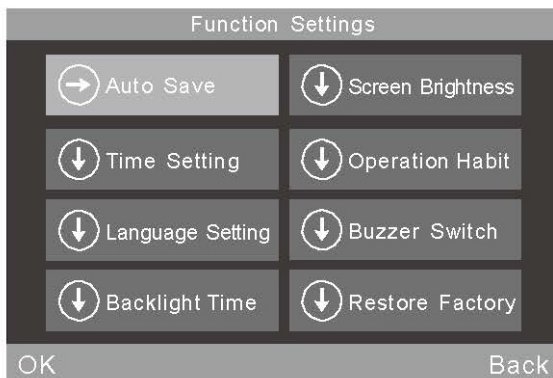 Function Settings
Auto Save
Screen Brightness
Time Setting
Operation Habit
Language Setting
Buzzer Switch
Backlight Time
Restore Factory
OK
Back